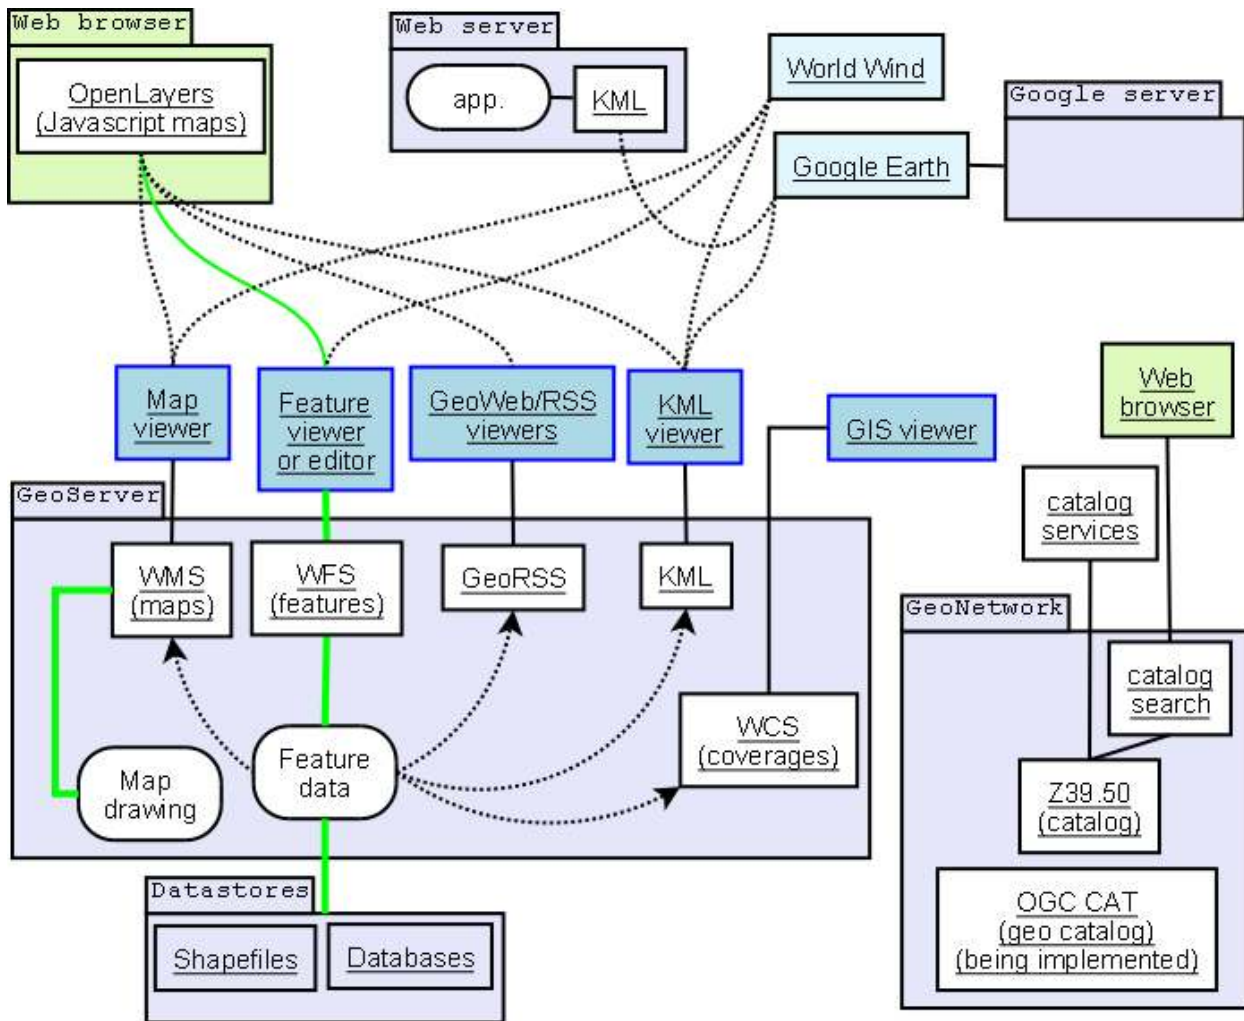 Web browser
Web server
OpenLayers
(Javascript maps)
app.
KML
World Wind
Google server
Google Earth
Map
viewer
Feature
viewer
or editor
GeoWeb/RSS
viewers
KML
viewer
GIS viewer
Web
browser
GeoServer
catalog
services
WMS
(maps)
WFS
(features)
GeoRSS
KML
GeoNetwork
catalog
search
WCS
(coverages)
Map
drawing
Feature
data
Z39.50
(catalog)
Datastores
Shapefiles
Databases
OGC CAT
(geo catalog)
(being implemented)